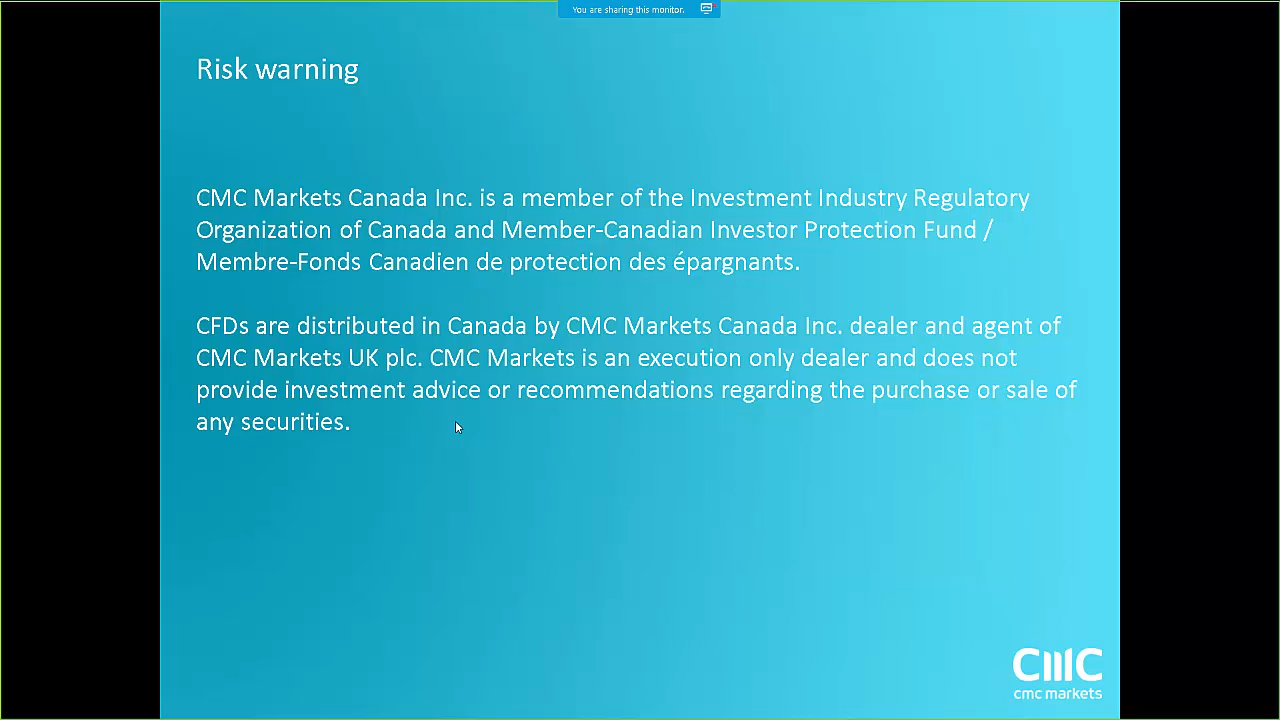 You are sharing this monitor.
Risk warning
CMC Markets Canada Inc. is a member of the Investment Industry Regulatory
Organization of Canada and Member-Canadian Investor Protection Fund /
Membre-Fonds Canadien de protection des épargnants.
CFDs are distributed in Canada by CMC Markets Canada Inc. dealer and agent of
CMC Markets UK plc. CMC Markets is an execution only dealer and does not
provide investment advice or recommendations regarding the purchase or sale of
any securities.
CMC
cmc markets